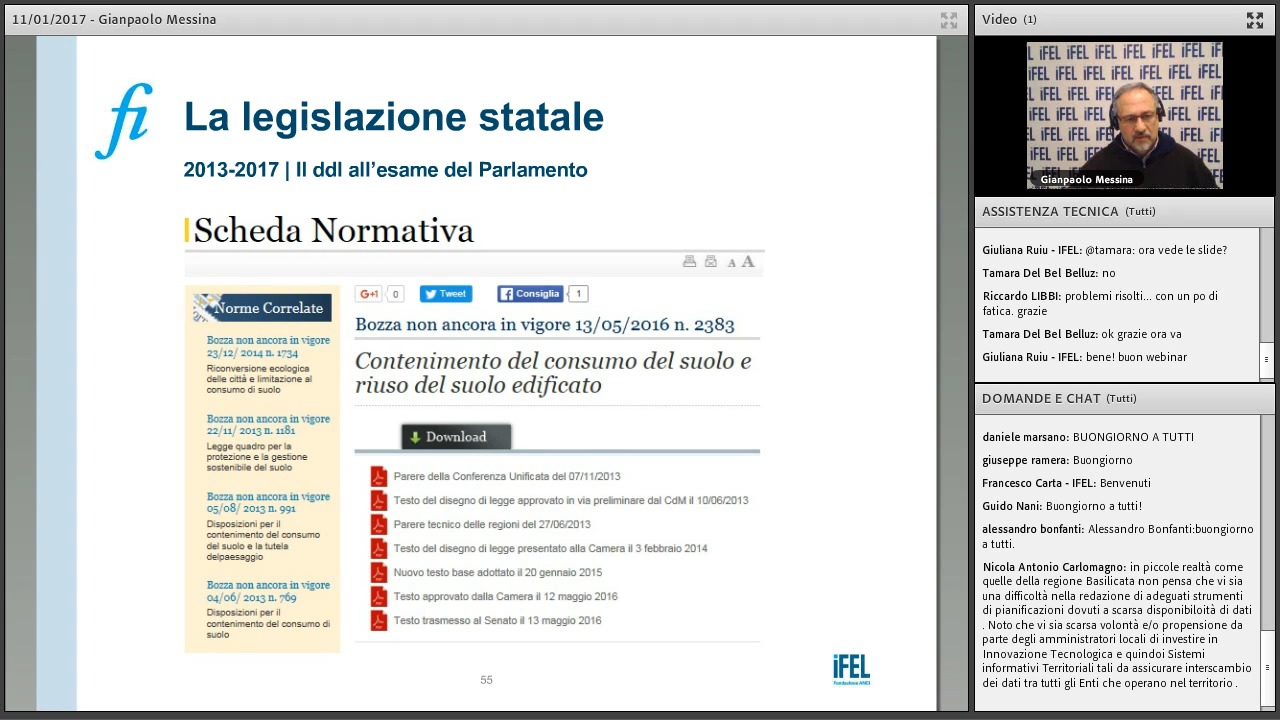 11/01/2017 - Gianpaolo Messina
fi
La legislazione statale
2013-2017 | Il ddl all'esame del Parlamento
Scheda Normativa
A A
Norme Correlate
Bozza non ancora in vigore
23/12/ 2014 n. 1734
Riconversione ecologica
delle città e limitazione al
consumo di suolo
Bozza non ancora in vigore
22/11/ 2013 n. 1181
Legge quadro per la
protezione e la gestione
sostenibile del suolo
Bozza non ancora in vigore
05/08/ 2013 n. 991
Disposizioni per il
contenimento del consumo
del suolo e la tutela
delpaesaggio
Bozza non ancora in vigore
04/06/ 2013 n. 769
Disposizioni per il
contenimento del consumo di
suolo
G+1 0 Tweet Consiglia 1
Bozza non ancora in vigore 13/05/2016 n. 2383
Contenimento del consumo del suolo e
riuso del suolo edificato
Download
Parere della Conferenza Unificata del 07/11/2013
Testo del disegno di legge approvato in via preliminare dal CdM il 10/06/2013
Parere tecnico delle regioni del 27/06/2013
Testo del disegno di legge presentato alla Camera il 3 febbraio 2014
Nuovo testo base adottato il 20 gennaio 2015
Testo approvato dalla Camera il 12 maggio 2016
Testo trasmesso al Senato il 13 maggio 2016
55
iFEL
Fondazione ANCI
Video (1)
iFEL
Gianpaolo Messina
ASSISTENZA TECNICA (Tutti)
Giuliana Ruiu - IFEL: @tamara: ora vede le slide?
Tamara Del Bel Belluz: no
Riccardo LIBBI: problemi risolti... con un po di
fatica. grazie
Tamara Del Bel Belluz: ok grazie ora va
Giuliana Ruiu - IFEL: bene! buon webinar
DOMANDE E CHAT (Tutti)
daniele marsano: BUONGIORNO A TUTTI
giuseppe ramera: Buongiorno
Francesco Carta - IFEL: Benvenuti
Guido Nani: Buongiorno a tutti!
alessandro bonfanti: Alessandro Bonfanti:buongiorno
a tutti.
Nicola Antonio Cancmagno: in piccole realtà come
quelle della regione Basilicata non pensa che vi sia
una difficoltà nella redazione di adeguati strumenti
di pianificazioni dovuti a scarsa disponibiloità di dati
. Noto che vi sia scarsa volontà e/o propensione da
parte degli amministratori locali di investire in
Innovazione Tecnologica e quindoi Sistemi
informativi Territoriali tali da assicurare interscambio
dei dati tra tutti gli Enti che operano nel territorio .